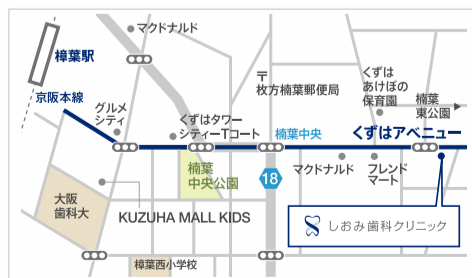 マクドナルド
樟葉駅
京阪本線
グルメ
シティ
くずはタワー
シティーTコート
〒
枚方楠葉郵便局
くずは
あけぼの
保育園
楠葉
東公園
楠葉中央
くずはアベニュー
マクドナルド
フレンド
マート
楠葉
中央公園
18
大阪
歯科大
KUZUHA MALL KIDS
しおみ歯科クリニック
樟葉西小学校